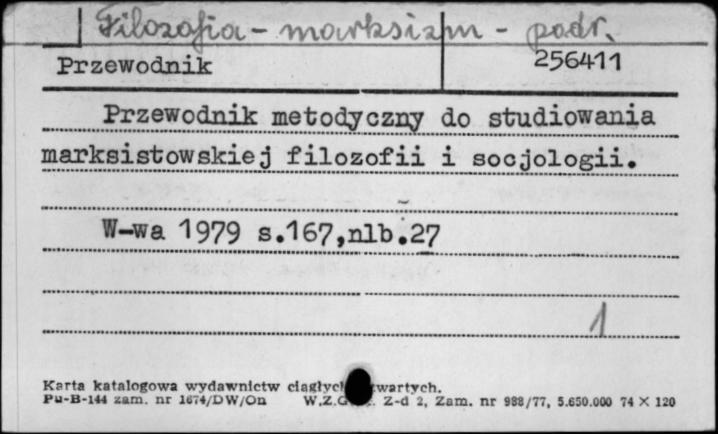 Filozofia - marksizm - podr.
Przewodnik 256411
Przewodnik metodyczny do studiowania
marksistowskiej filozofii i socjologii.
W-wa 1979 s.167,nlb.27
1
Karta katalogowa wydawnictw ciągłych
Pu-B-144 zam. nr 1674/DW/On W.Z.G. Z-d 2, Zam. nr 988/77, 5.650.000 74 X 120